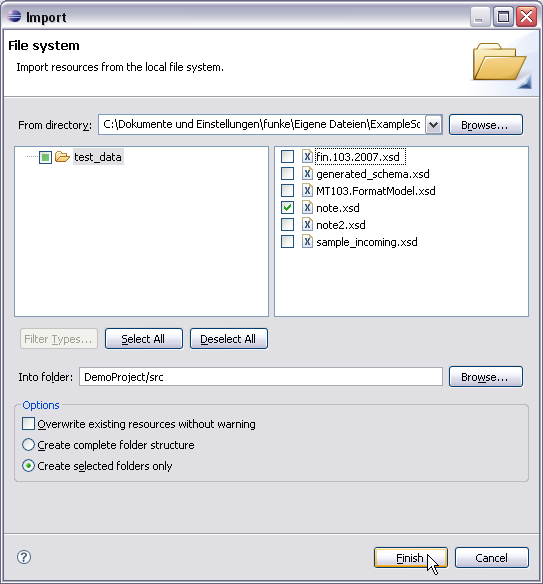 Import
File system
Import resources from the local file system.
From directory: C:\Dokumente und Einstellungen\funke\Eigene Dateien\ExampleSc Browse...
test_data
fin.103.2007.xsd
generated_schema.xsd
MT103.FormatModel.xsd
note.xsd
note2.xsd
sample_incoming.xsd
Filter Types... Select All Deselect All
Into folder: DemoProject/src Browse...
Options
Overwrite existing resources without warning
Create complete folder structure
Create selected folders only
Finish Cancel